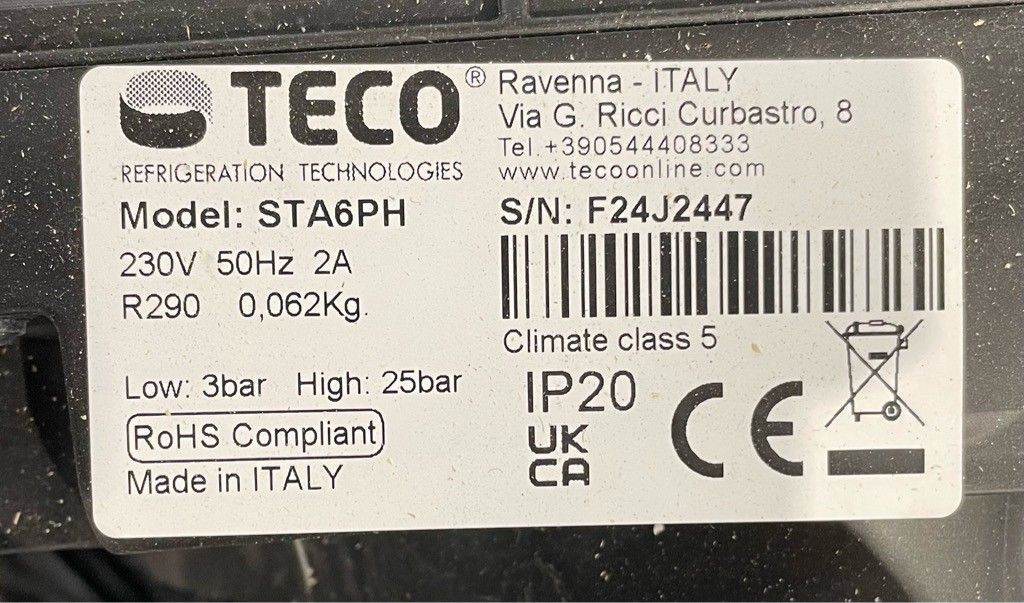 TECO®
REFRIGERATION TECHNOLOGIES
Ravenna - ITALY
Via G. Ricci Curbastro, 8
Tel.+390544408333
www.tecoonline.com
Model: STA6PH
230V 50Hz 2A
R290 0,062Kg.
S/N: F24J2447
Climate class 5
Low: 3bar High: 25bar
RoHS Compliant
Made in ITALY
IP20
UK
CA
CE